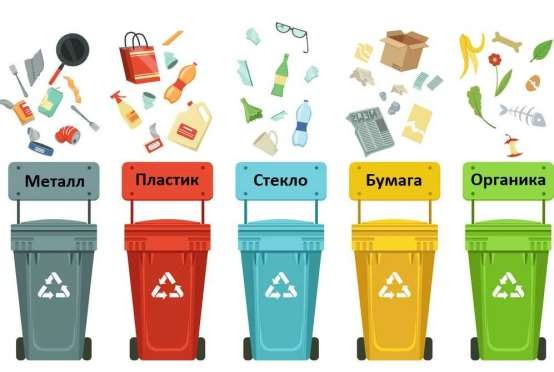 Металл
Пластик
Стекло
Бумага
Органика